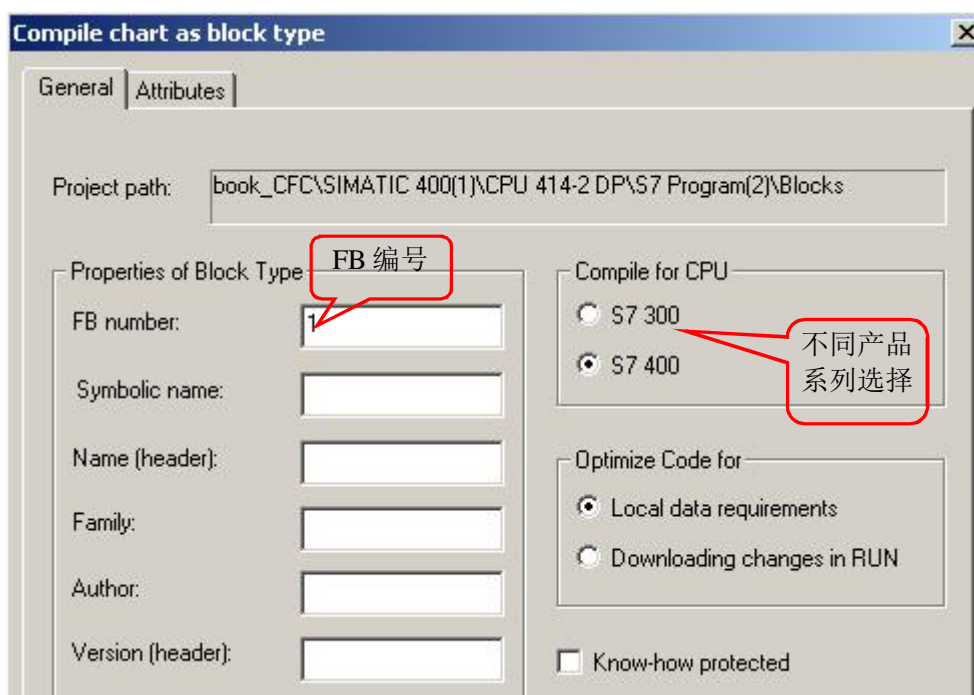 Compile chart as block type
General
Attributes
Project path:
book_CFC\SIMATIC 400(1)\CPU 414-2 DP\S7 Program(2)\Blocks
Properties of Block Type
FB 编号
FB number:
1
Symbolic name:
Name (header):
Family:
Author:
Version (header):
Compile for CPU
S7 300
S7 400
不同产品
系列选择
Optimize Code for
Local data requirements
Downloading changes in RUN
Know-how protected